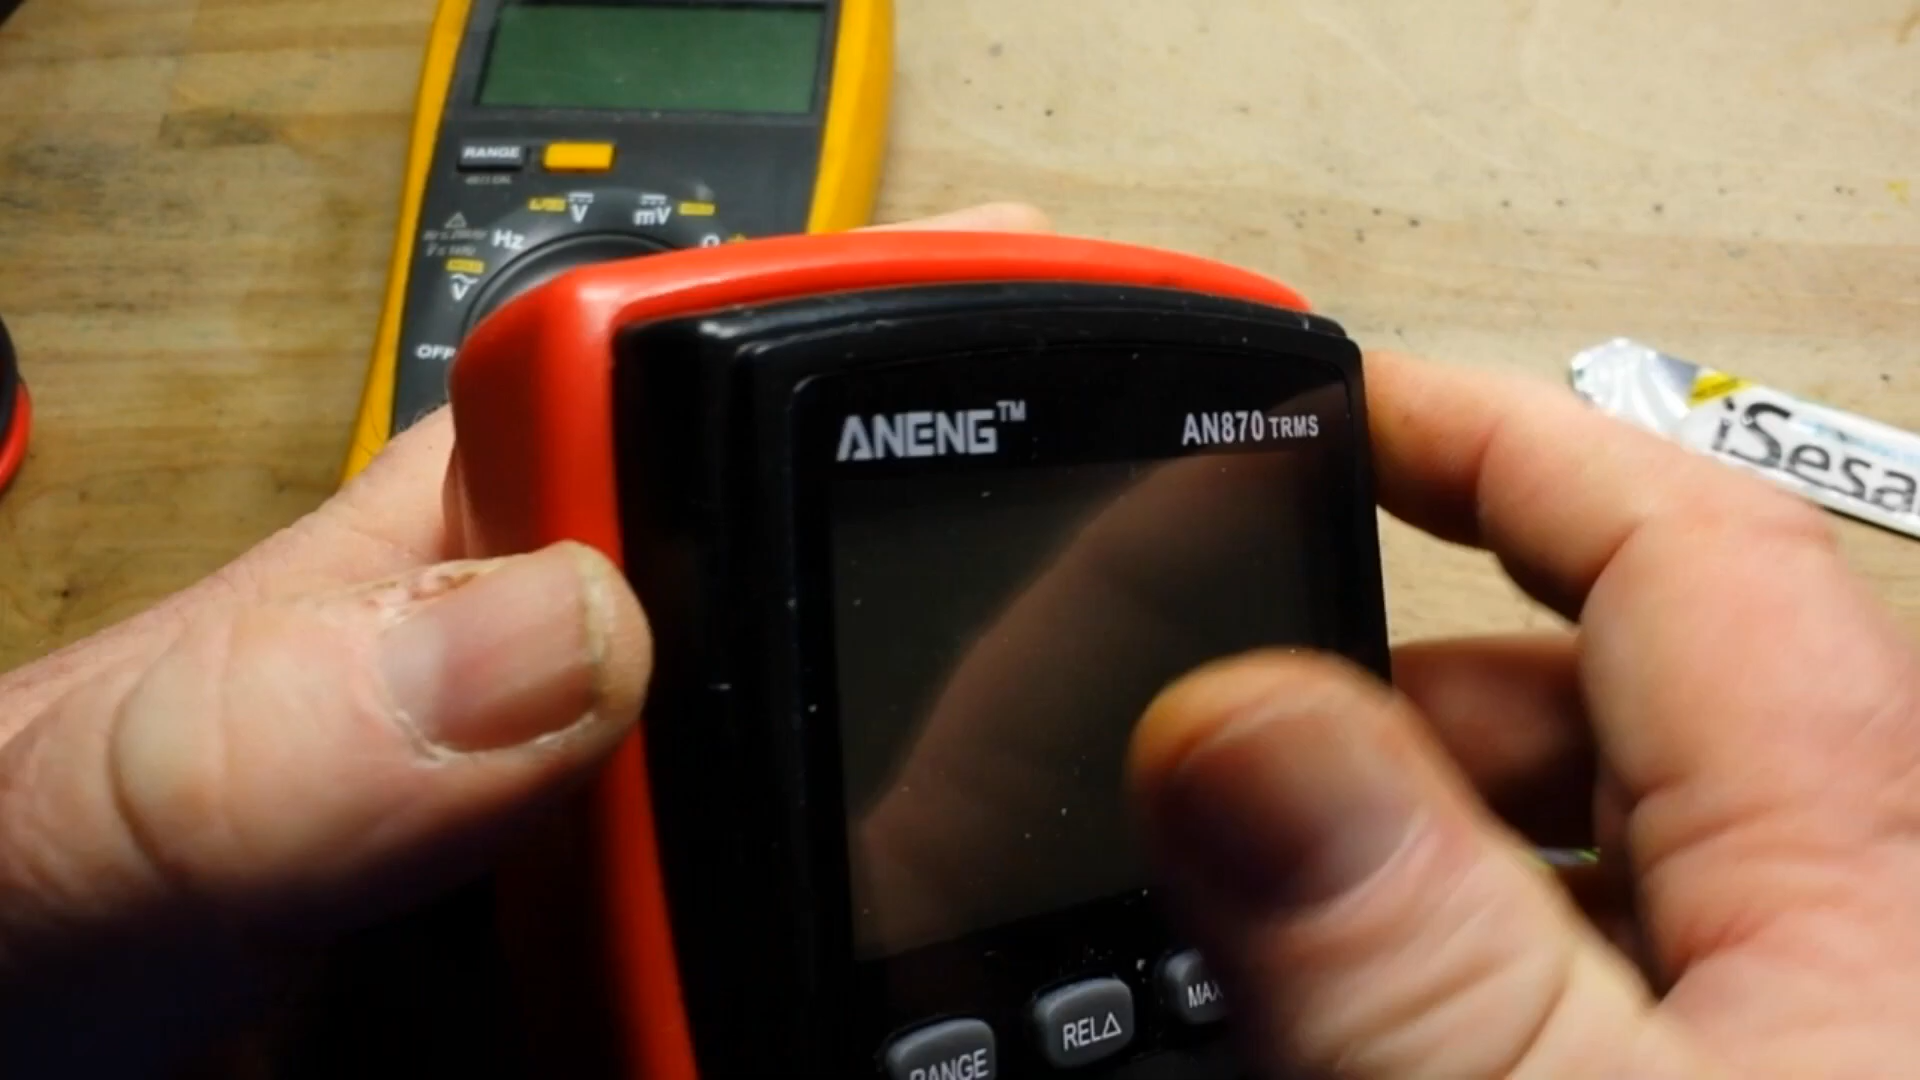 RANGE
V
mV
Hz
Ω
V
OFF
ANENG™
AN870 TRMS
iSesa
RANGE
RELΔ
MAX